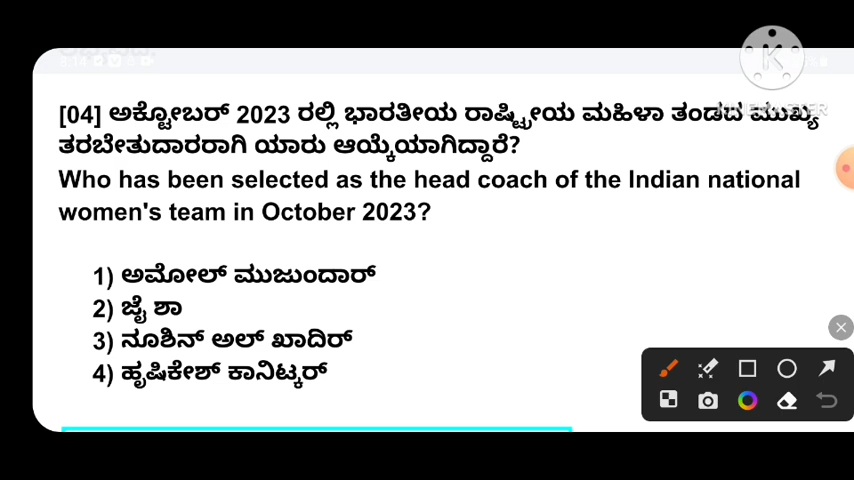 K
KINEMASTER
[04] ಅಕ್ಟೋಬರ್ 2023 ರಲ್ಲಿ ಭಾರತೀಯ ರಾಷ್ಟ್ರೀಯ ಮಹಿಳಾ ತಂಡದ ಮುಖ್ಯ
ತರಬೇತುದಾರರಾಗಿ ಯಾರು ಆಯ್ಕೆಯಾಗಿದ್ದಾರೆ?
Who has been selected as the head coach of the Indian national
women's team in October 2023?
1) ಅಮೋಲ್ ಮುಜುಂದಾರ್
2) ಜೈ ಶಾ
3) ನೂಶಿನ್ ಅಲ್ ಖಾದಿರ್
4) ಹೃಷಿಕೇಶ್ ಕಾನಿಟ್ಕರ್